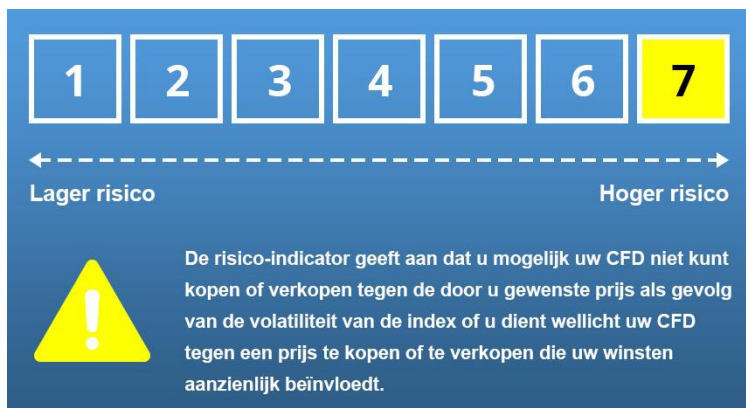 1 2 3 4 5 6 7
Lager risico Hoger risico
De risico-indicator geeft aan dat u mogelijk uw CFD niet kunt
kopen of verkopen tegen de door u gewenste prijs als gevolg
van de volatiliteit van de index of u dient wellicht uw CFD
tegen een prijs te kopen of te verkopen die uw winsten
aanzienlijk beïnvloedt.